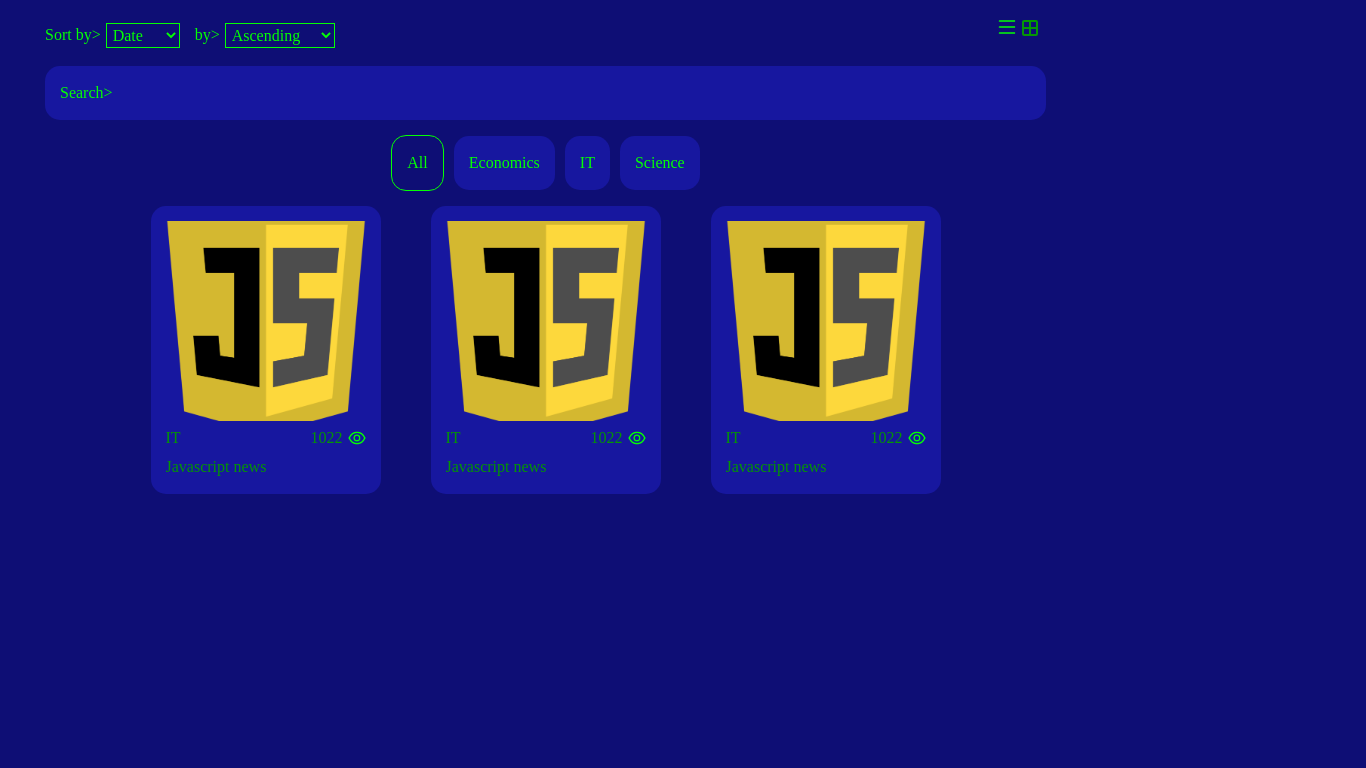 Sort by> Date by> Ascending
Search>
All Economics IT Science
JS JS JS
IT 1022 IT 1022 IT 1022
Javascript news Javascript news Javascript news